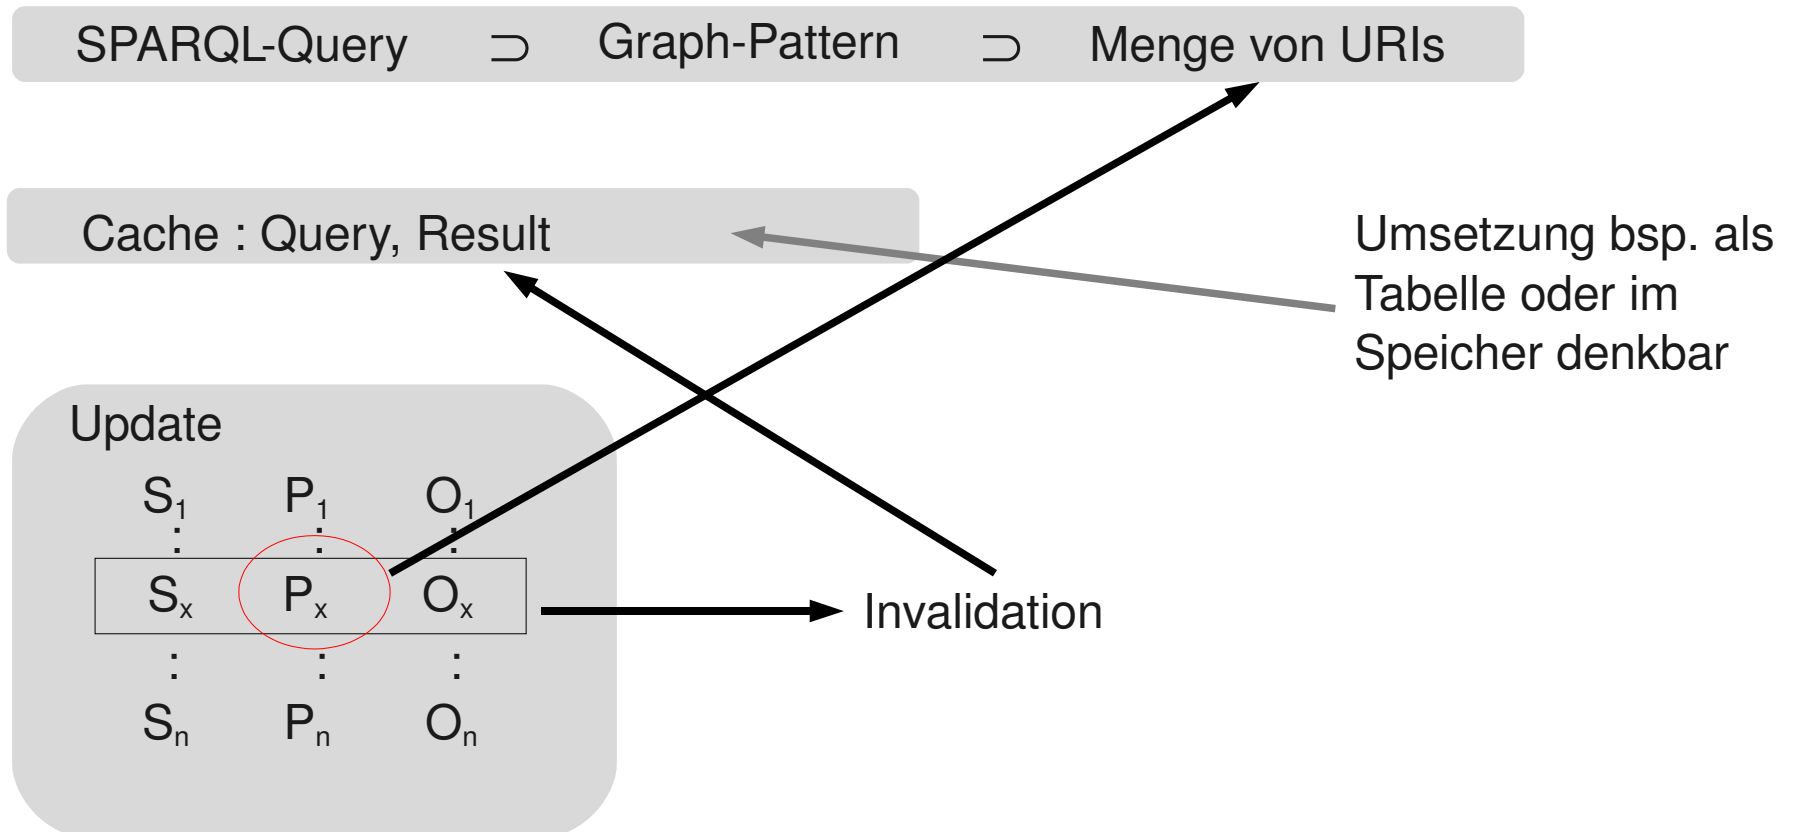 SPARQL-Query ⊃ Graph-Pattern ⊃ Menge von URIs
Cache : Query, Result
Umsetzung bsp. als
Tabelle oder im
Speicher denkbar
Update
S₁ P₁ O₁
: : :
Sₓ Pₓ Oₓ
: : :
Sₙ Pₙ Oₙ
Invalidation